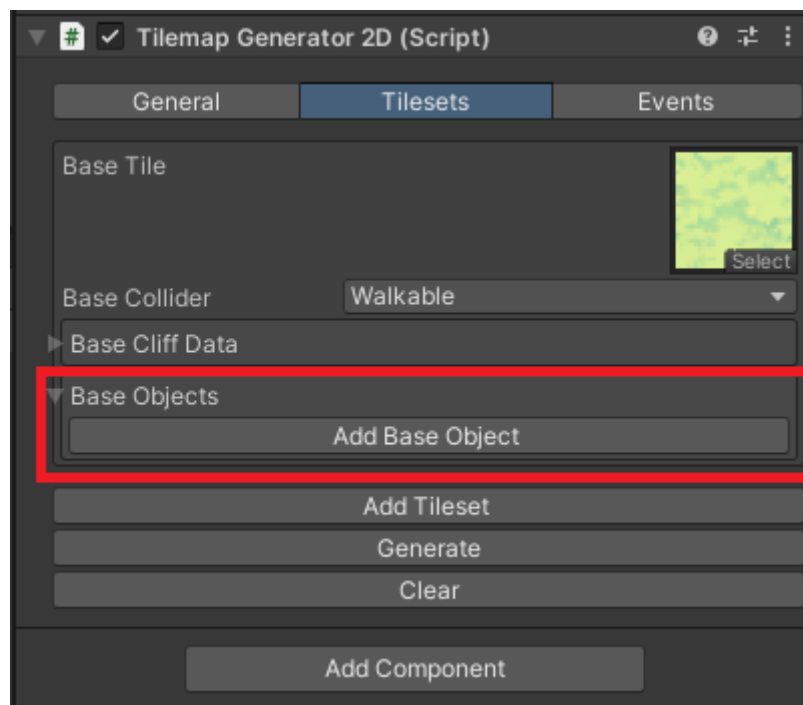 # Tilemap Generator 2D (Script)
General Tilesets Events
Base Tile
Select
Base Collider Walkable
Base Cliff Data
Base Objects
Add Base Object
Add Tileset
Generate
Clear
Add Component